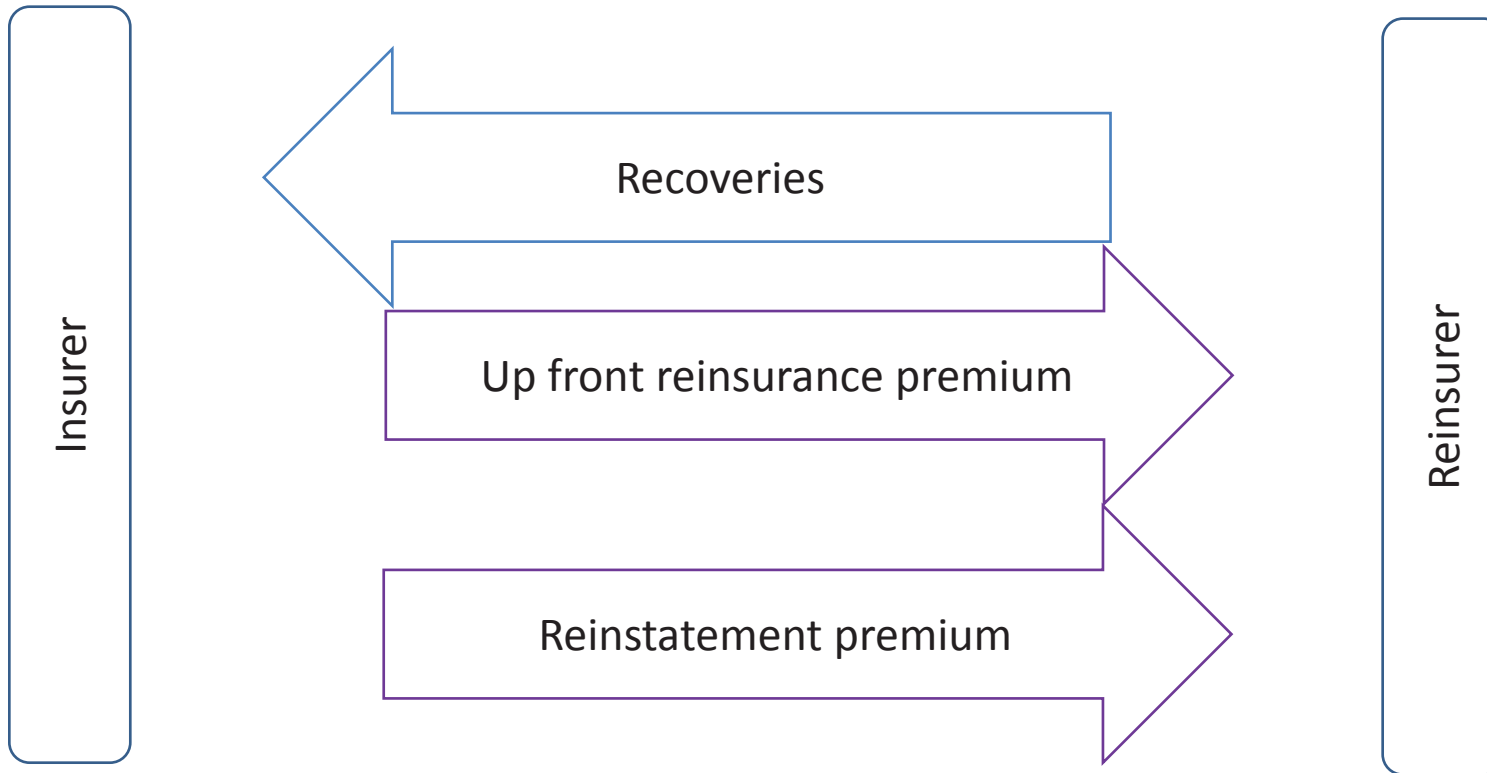 Insurer
Recoveries
Up front reinsurance premium
Reinstatement premium
Reinsurer